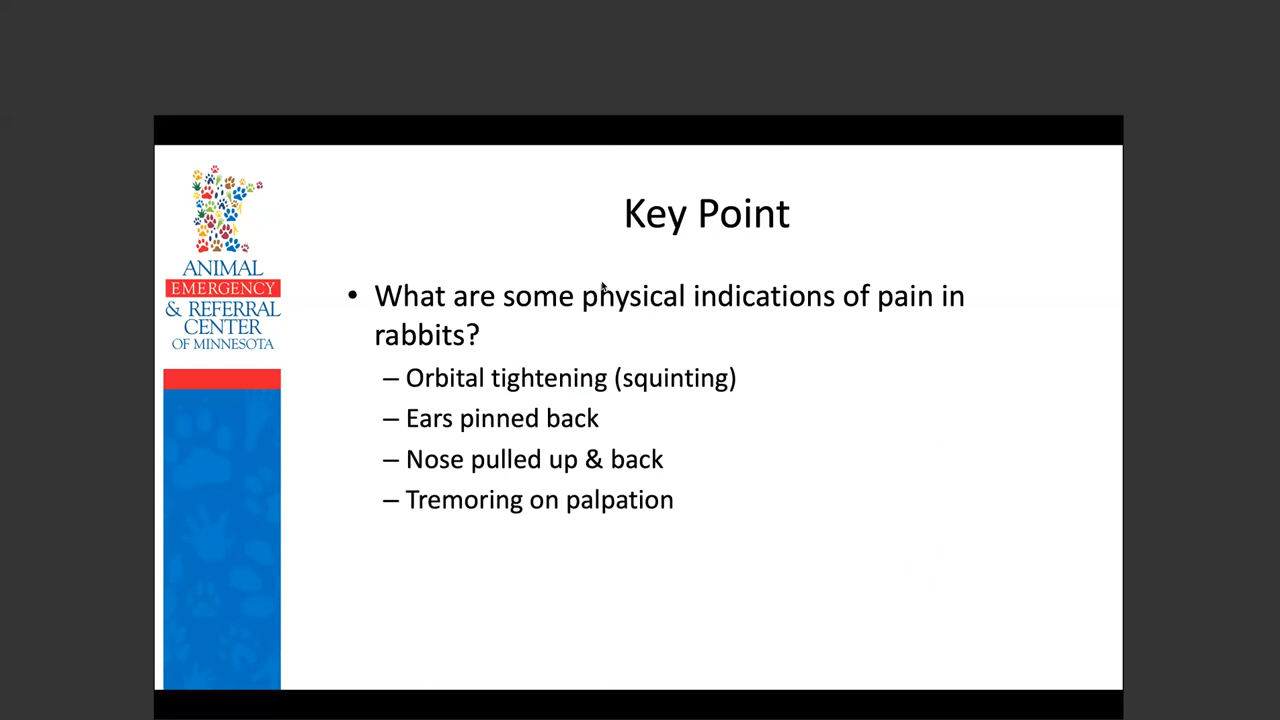 ANIMAL
EMERGENCY
& REFERRAL
CENTER
OF MINNESOTA
Key Point
• What are some physical indications of pain in
rabbits?
– Orbital tightening (squinting)
– Ears pinned back
– Nose pulled up & back
– Tremoring on palpation